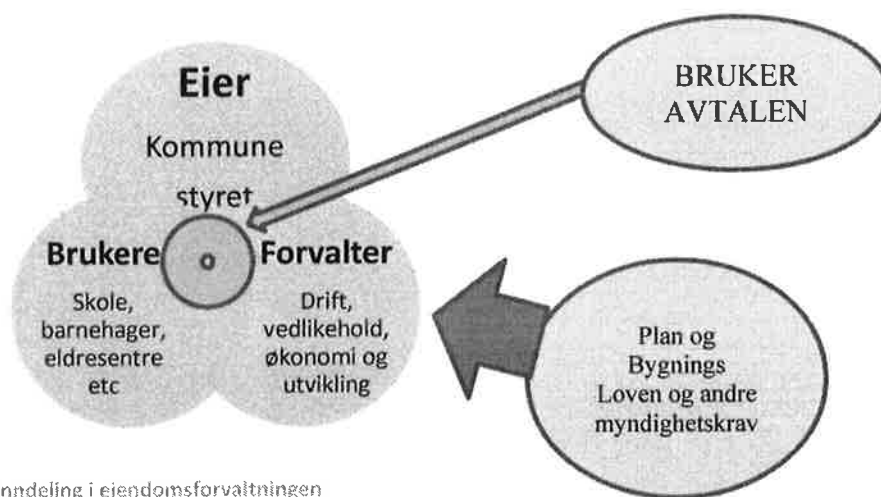 Eier
Kommune
styret
BRUKER
AVTALEN
Brukere
o
Forvalter
Skole,
barnehager,
eldresentre
etc
Drift,
vedlikehold,
økonomi og
utvikling
Plan og
Bygnings
Loven og andre
myndighetskrav
nndeling i eiendomsforvaltningen